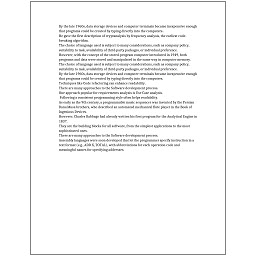 By the late 1960s, data storage devices and computer terminals became inexpensive enough
that programs could be created by typing directly into the computers.
He gave the first description of cryptanalysis by frequency analysis, the earliest code-
breaking algorithm.
The choice of language used is subject to many considerations, such as company policy,
suitability to task, availability of third-party packages, or individual preference.
However, with the concept of the stored-program computer introduced in 1949, both
programs and data were stored and manipulated in the same way in computer memory.
The choice of language used is subject to many considerations, such as company policy,
suitability to task, availability of third-party packages, or individual preference.
By the late 1960s, data storage devices and computer terminals became inexpensive enough
that programs could be created by typing directly into the computers.
Techniques like Code refactoring can enhance readability.
There are many approaches to the Software development process.
One approach popular for requirements analysis is Use Case analysis.
Following a consistent programming style often helps readability.
As early as the 9th century, a programmable music sequencer was invented by the Persian
Banu Musa brothers, who described an automated mechanical flute player in the Book of
Ingenious Devices.
However, Charles Babbage had already written his first program for the Analytical Engine in
1837.
They are the building blocks for all software, from the simplest applications to the most
sophisticated ones.
There are many approaches to the Software development process.
Assembly languages were soon developed that let the programmer specify instruction in a
text format (e.g., ADD X, TOTAL), with abbreviations for each operation code and
meaningful names for specifying addresses.